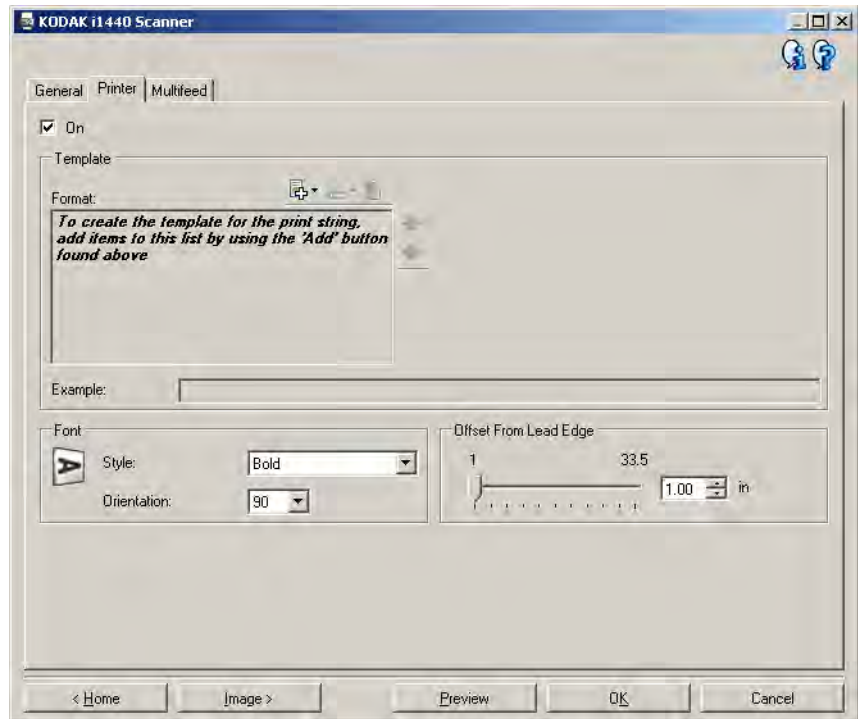 KODAK i1440 Scanner
General Printer Multifeed
On
Template
Format:
To create the template for the print string,
add items to this list by using the 'Add' button
found above
Example:
Font
Style: Bold
Orientation: 90
A
Offset From Lead Edge
1 33.5
1.00 in
< Home Image > Preview OK Cancel